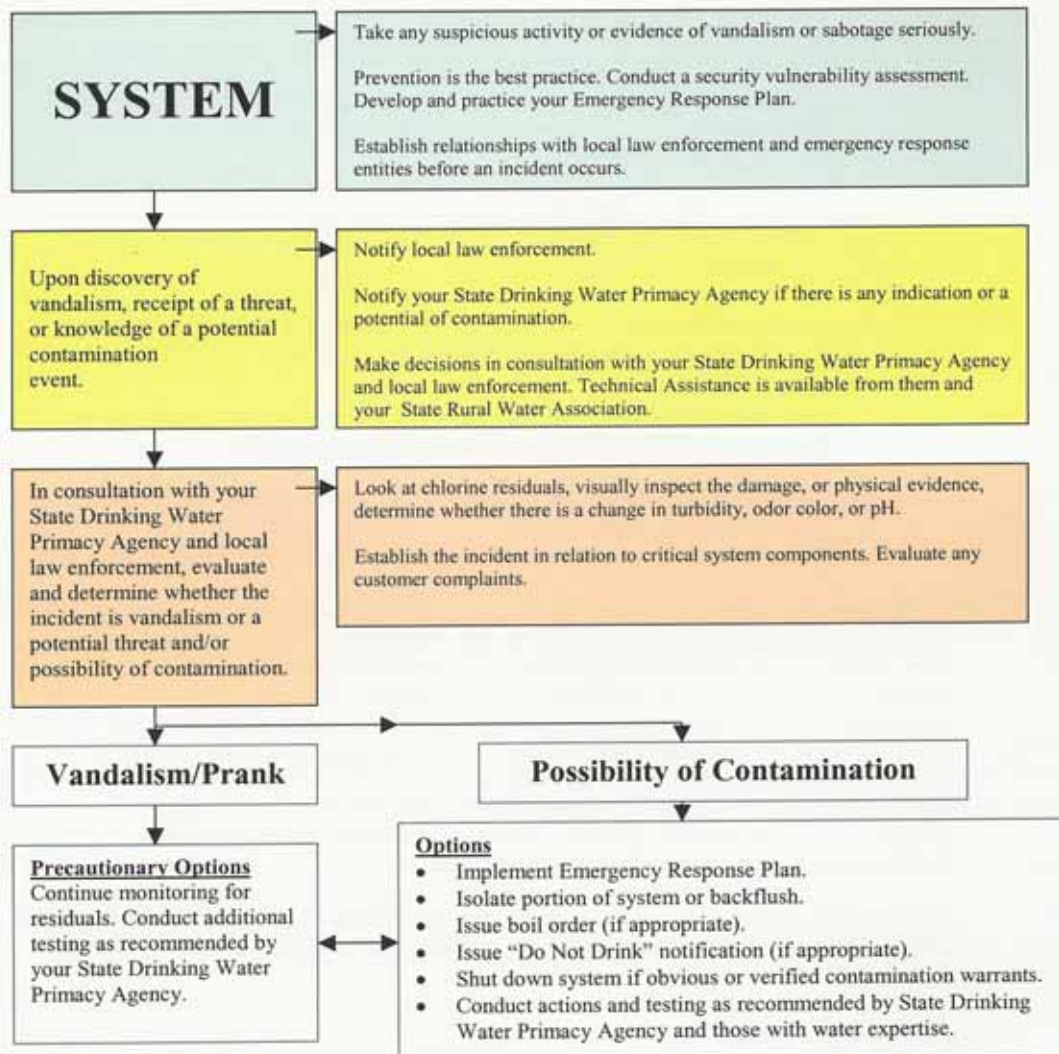 SYSTEM
Take any suspicious activity or evidence of vandalism or sabotage seriously.
Prevention is the best practice. Conduct a security vulnerability assessment.
Develop and practice your Emergency Response Plan.
Establish relationships with local law enforcement and emergency response
entities before an incident occurs.
Upon discovery of
vandalism, receipt of a threat,
or knowledge of a potential
contamination
event.
Notify local law enforcement.
Notify your State Drinking Water Primacy Agency if there is any indication or a
potential of contamination.
Make decisions in consultation with your State Drinking Water Primacy Agency
and local law enforcement. Technical Assistance is available from them and
your State Rural Water Association.
In consultation with your
State Drinking Water
Primacy Agency and local
law enforcement, evaluate
and determine whether the
incident is vandalism or a
potential threat and/or
possibility of contamination.
Look at chlorine residuals, visually inspect the damage, or physical evidence,
determine whether there is a change in turbidity, odor color, or pH.
Establish the incident in relation to critical system components. Evaluate any
customer complaints.
Vandalism/Prank
Possibility of Contamination
Precautionary Options
Continue monitoring for
residuals. Conduct additional
testing as recommended by
your State Drinking Water
Primacy Agency.
Options
• Implement Emergency Response Plan.
• Isolate portion of system or backflush.
• Issue boil order (if appropriate).
• Issue “Do Not Drink” notification (if appropriate).
• Shut down system if obvious or verified contamination warrants.
• Conduct actions and testing as recommended by State Drinking
Water Primacy Agency and those with water expertise.